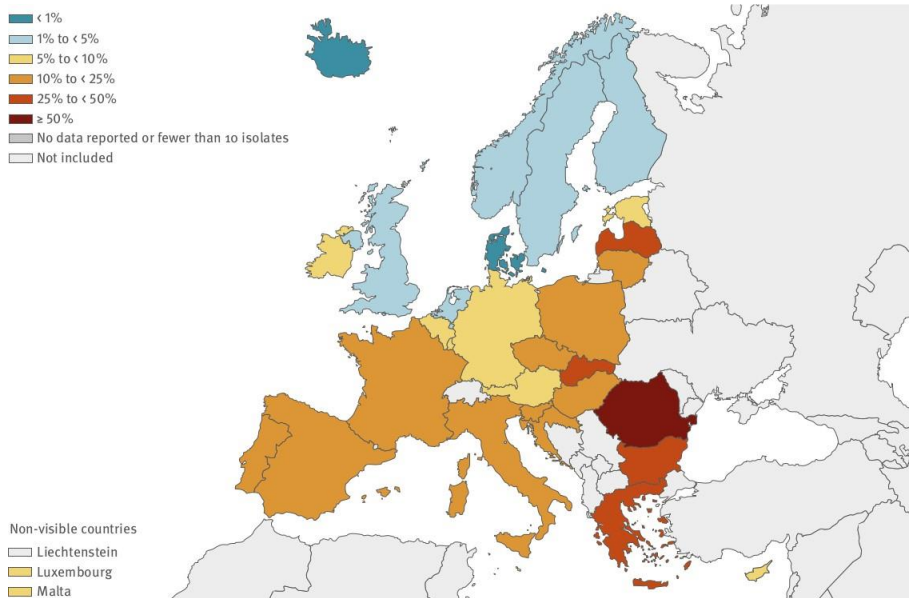 < 1%
1% to < 5%
5% to < 10%
10% to < 25%
25% to < 50%
≥ 50%
No data reported or fewer than 10 isolates
Not included
Non-visible countries
Liechtenstein
Luxembourg
Malta